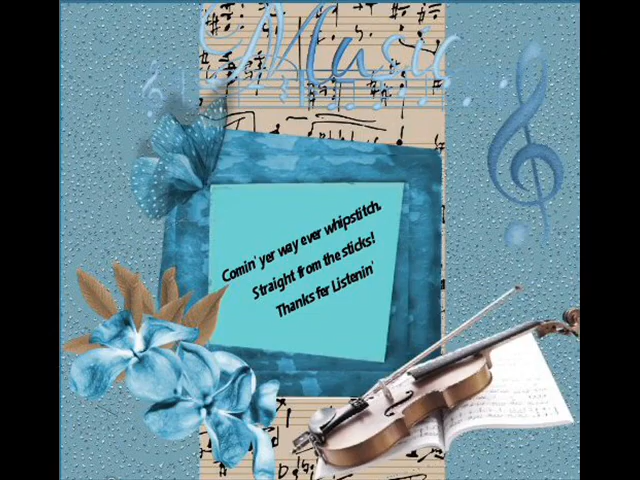 Music
Comin' yer way ever whipstitch.
Straight from the sticks!
Thanks fer Listenin'